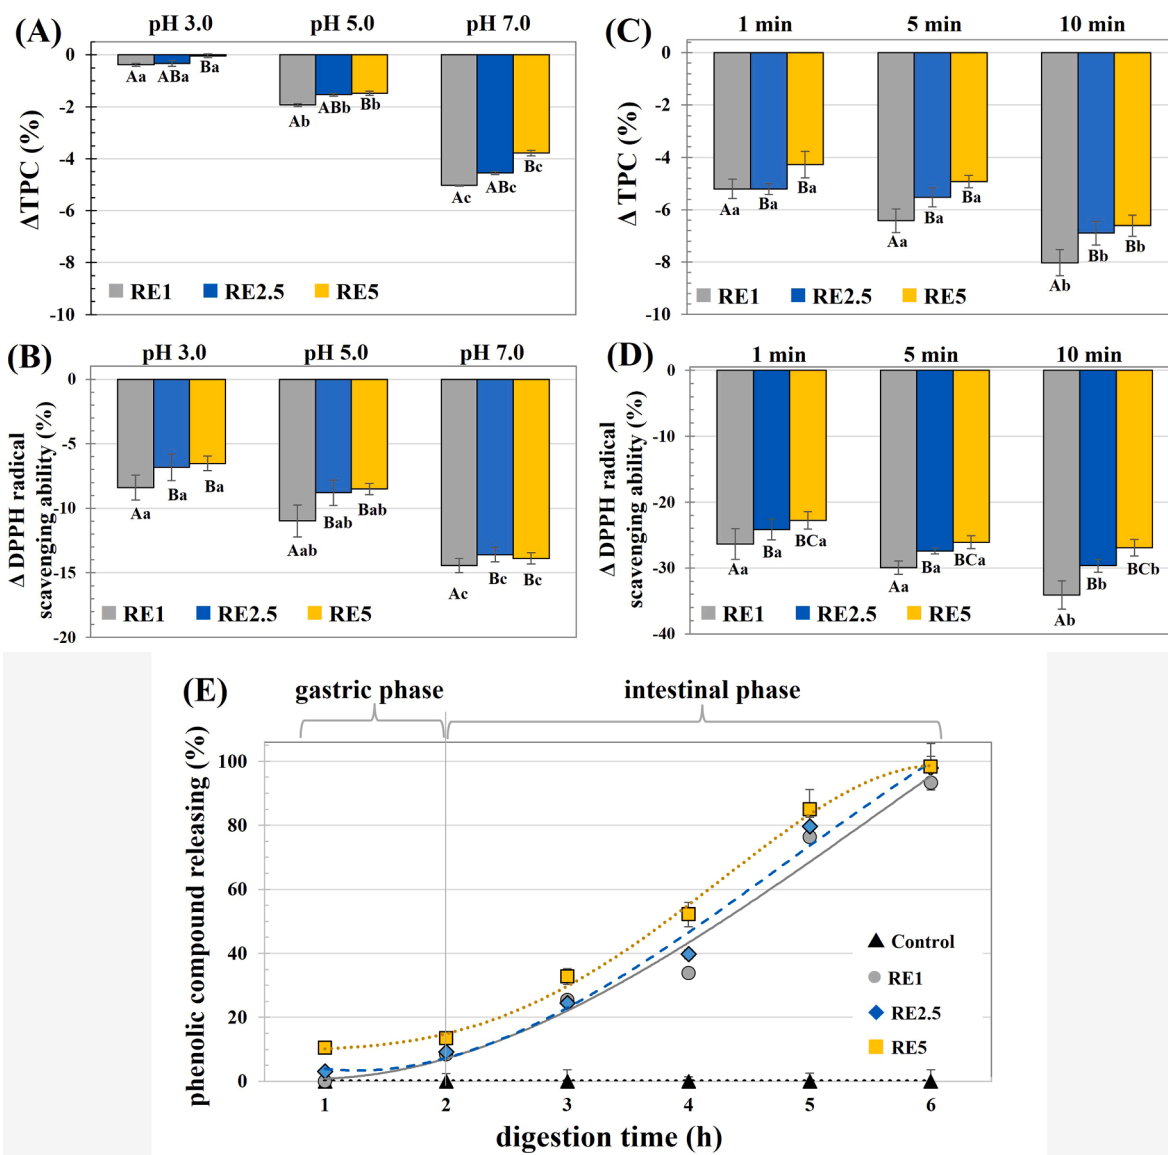 (A)
pH 3.0 pH 5.0 pH 7.0
ΔTPC (%)
0
-2
-4
-6
-8
-10
Aa ABa Ba
Ab ABb Bb
Ac ABc Bc
RE1 RE2.5 RE5
(C)
1 min 5 min 10 min
Δ TPC (%)
0
-2
-4
-6
-8
-10
Aa Ba Ba
Aa Ba Ba
Ab Bb Bb
RE1 RE2.5 RE5
(B)
pH 3.0 pH 5.0 pH 7.0
Δ DPPH radical
scavenging ability (%)
0
-5
-10
-15
-20
Aa Ba Ba
Aab Bab Bab
Ac Bc Bc
RE1 RE2.5 RE5
(D)
1 min 5 min 10 min
Δ DPPH radical
scavenging ability (%)
0
-10
-20
-30
-40
Aa Ba BCa
Aa Ba BCa
Ab Bb BCb
RE1 RE2.5 RE5
(E)
gastric phase intestinal phase
phenolic compound releasing (%)
100
80
60
40
20
0
Control
RE1
RE2.5
RE5
1 2 3 4 5 6
digestion time (h)